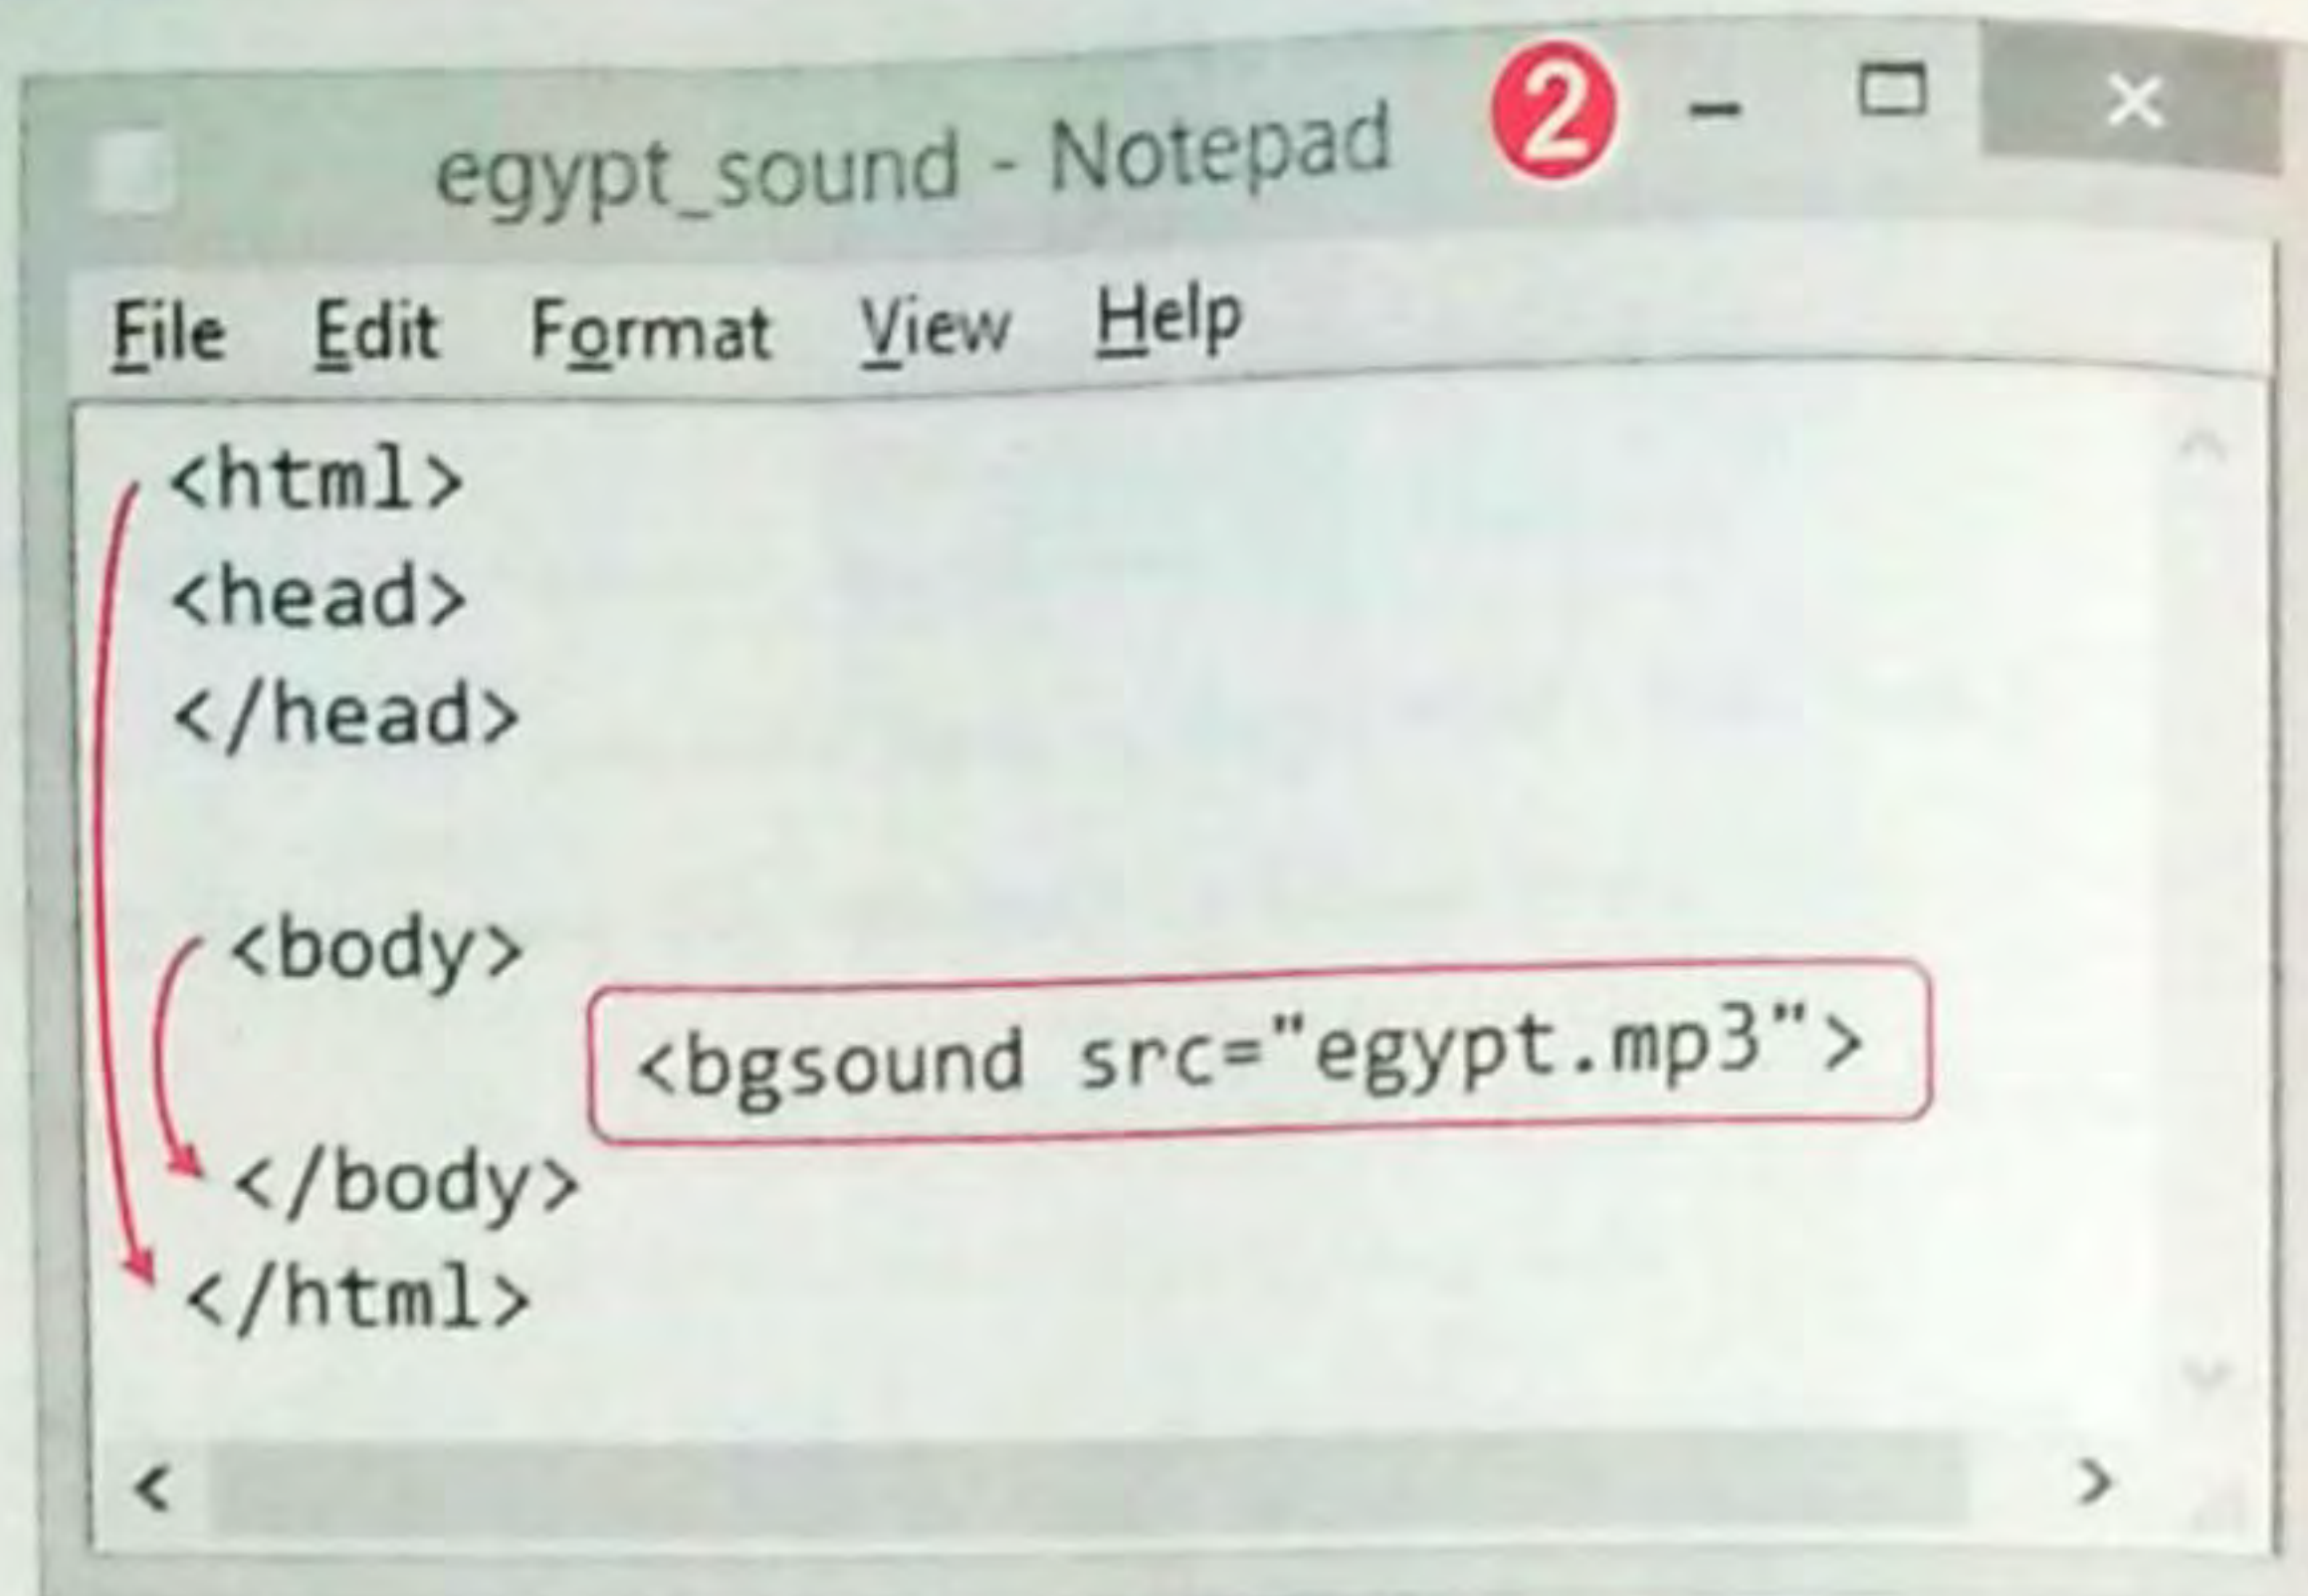 egypt_sound - Notepad 2
File Edit Format View Help
<html>
<head>
</head>
<body>
<bgsound src="egypt.mp3">
</body>
</html>